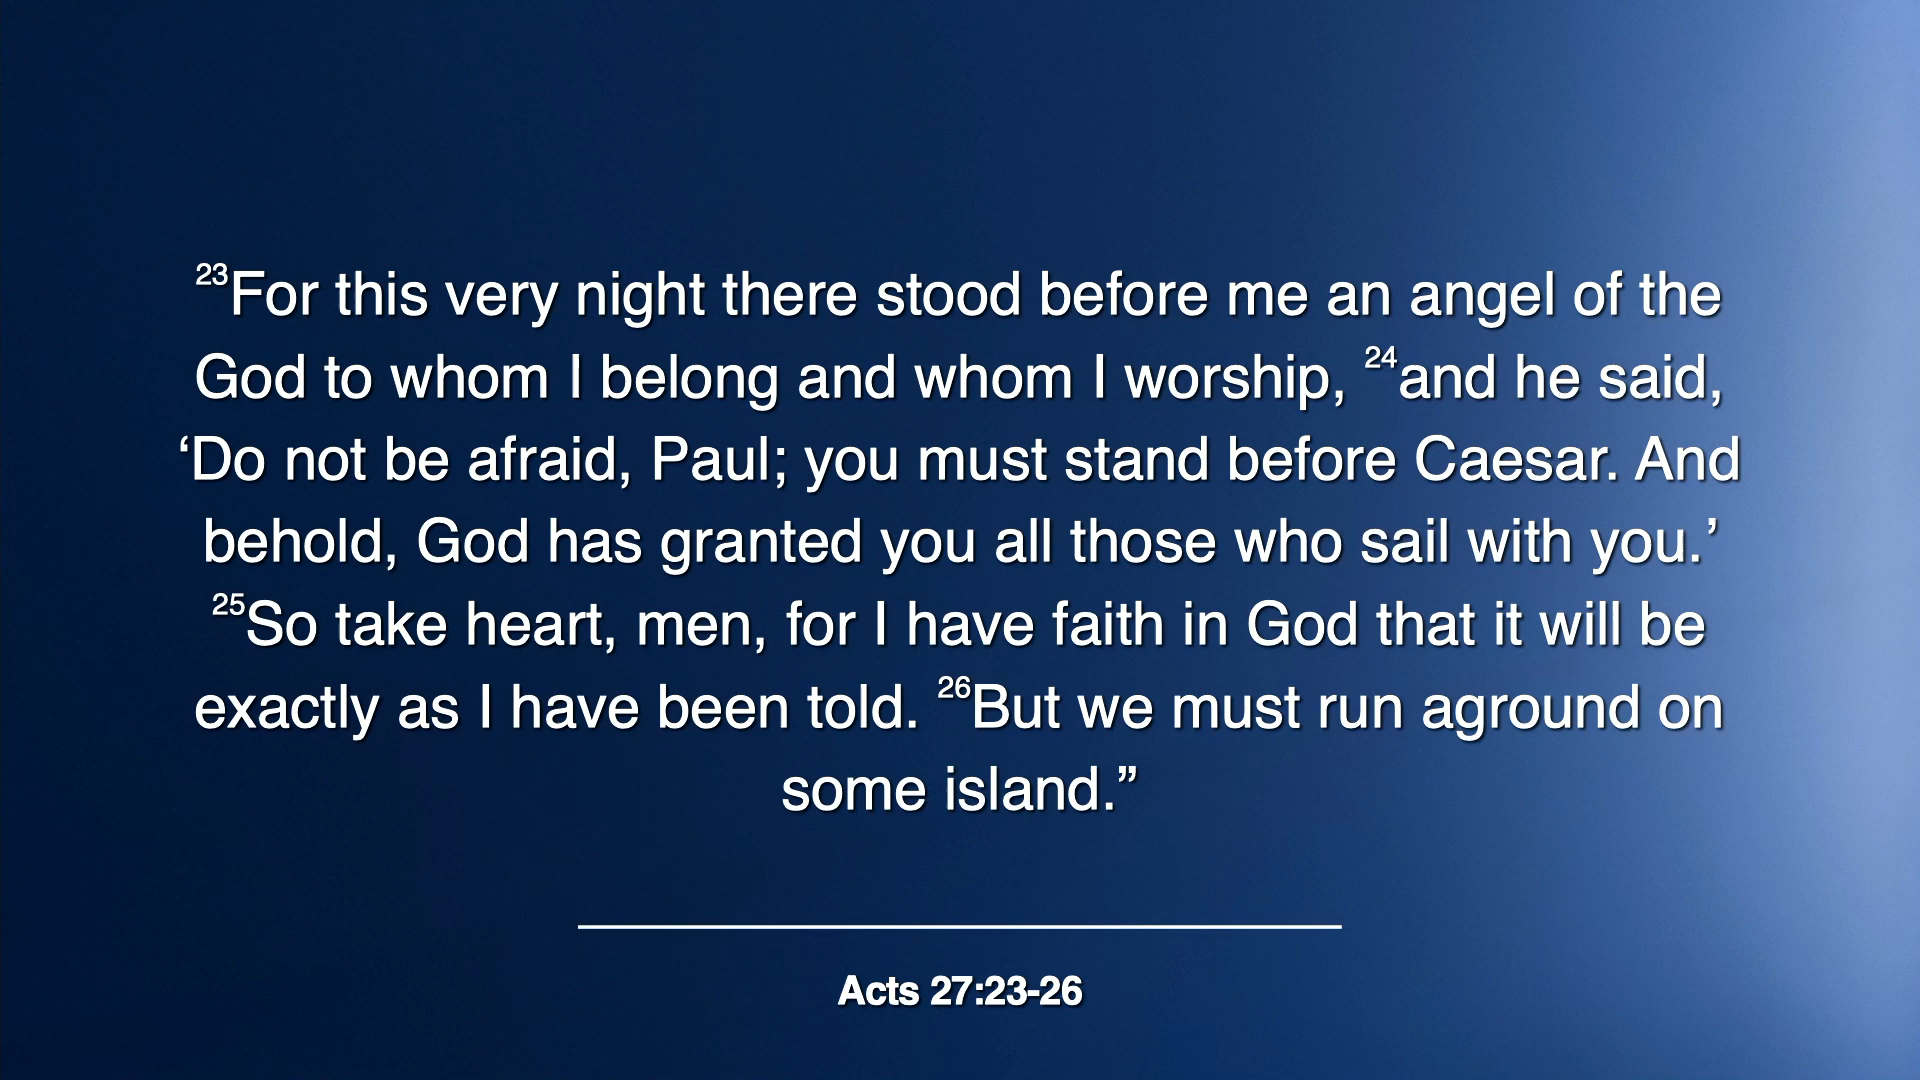 23For this very night there stood before me an angel of the
God to whom I belong and whom I worship, 24and he said,
‘Do not be afraid, Paul; you must stand before Caesar. And
behold, God has granted you all those who sail with you.’
25So take heart, men, for I have faith in God that it will be
exactly as I have been told. 26But we must run aground on
some island.”
Acts 27:23-26